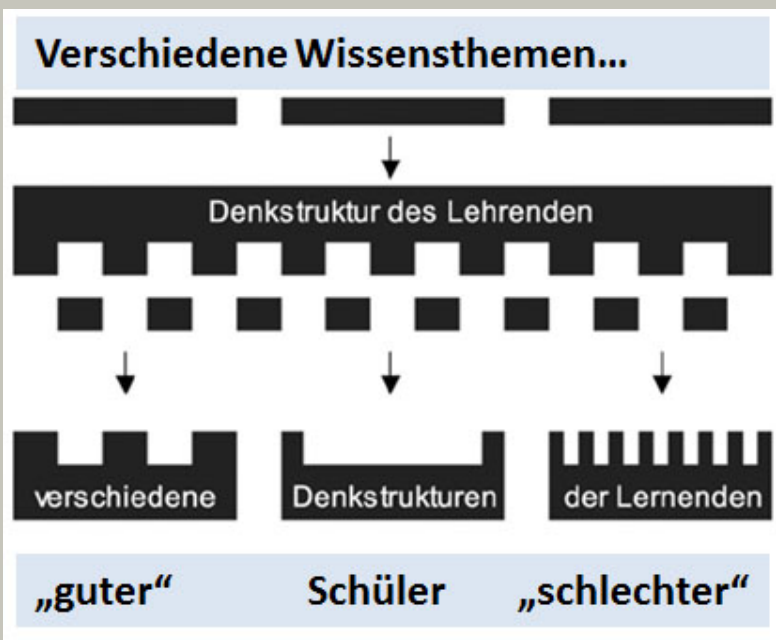 Verschiedene Wissensthemen...
Denkstruktur des Lehrenden
verschiedene Denkstrukturen der Lernenden
„guter“ Schüler „schlechter“